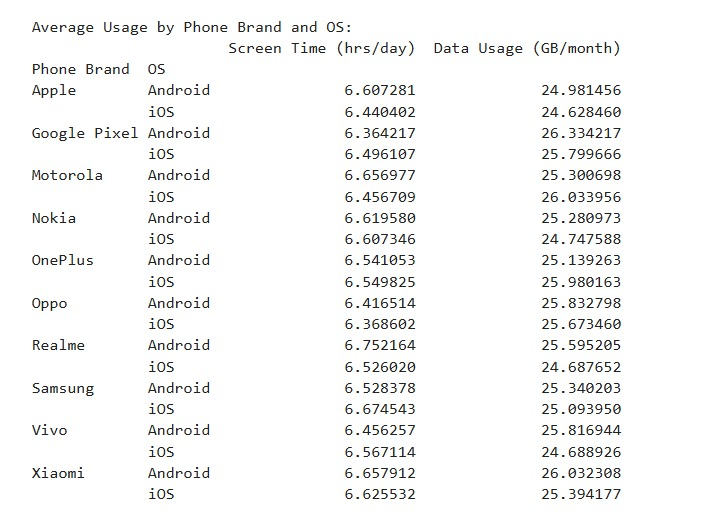 Average Usage by Phone Brand and OS:
Screen Time (hrs/day) Data Usage (GB/month)
Phone Brand OS
Apple Android 6.607281 24.981456
iOS 6.440402 24.628460
Google Pixel Android 6.364217 26.334217
iOS 6.496107 25.799666
Motorola Android 6.656977 25.300698
iOS 6.456709 26.033956
Nokia Android 6.619580 25.280973
iOS 6.607346 24.747588
OnePlus Android 6.541053 25.139263
iOS 6.549825 25.980163
Oppo Android 6.416514 25.832798
iOS 6.368602 25.673460
Realme Android 6.752164 25.595205
iOS 6.526020 24.687652
Samsung Android 6.528378 25.340203
iOS 6.674543 25.093950
Vivo Android 6.456257 25.816944
iOS 6.567114 24.688926
Xiaomi Android 6.657912 26.032308
iOS 6.625532 25.394177